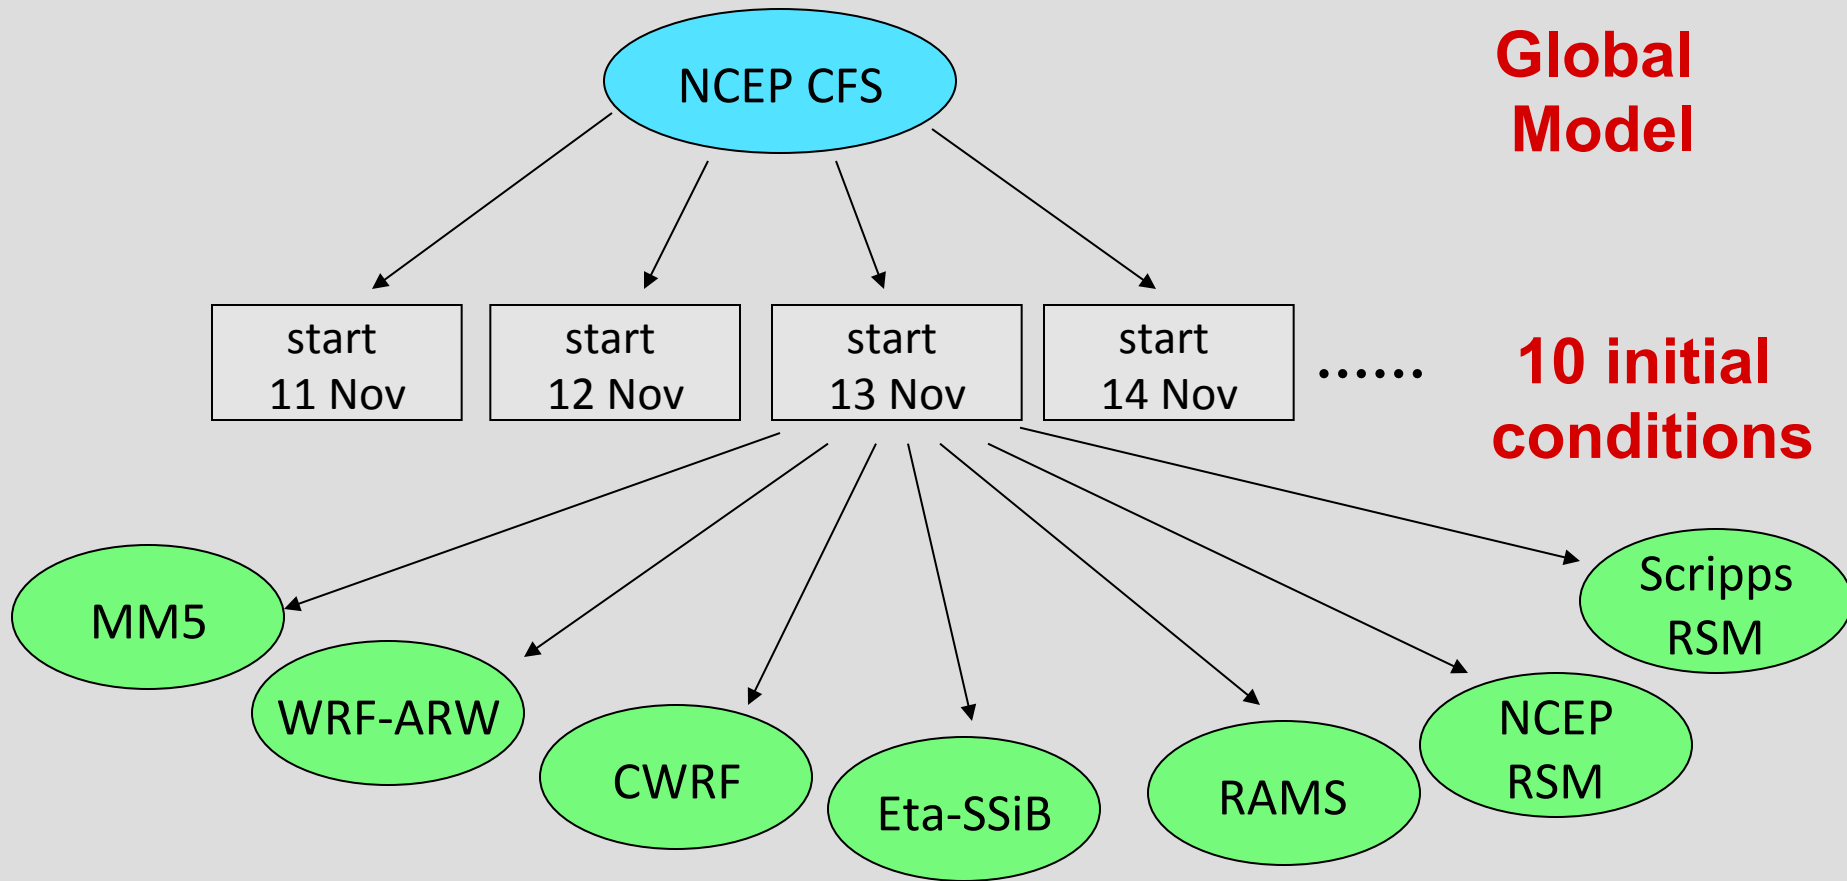 NCEP CFS
Global
Model
start
11 Nov
start
12 Nov
start
13 Nov
start
14 Nov
......
10 initial
conditions
MM5
WRF-ARW
CWRF
Eta-SSiB
RAMS
NCEP
RSM
Scripps
RSM